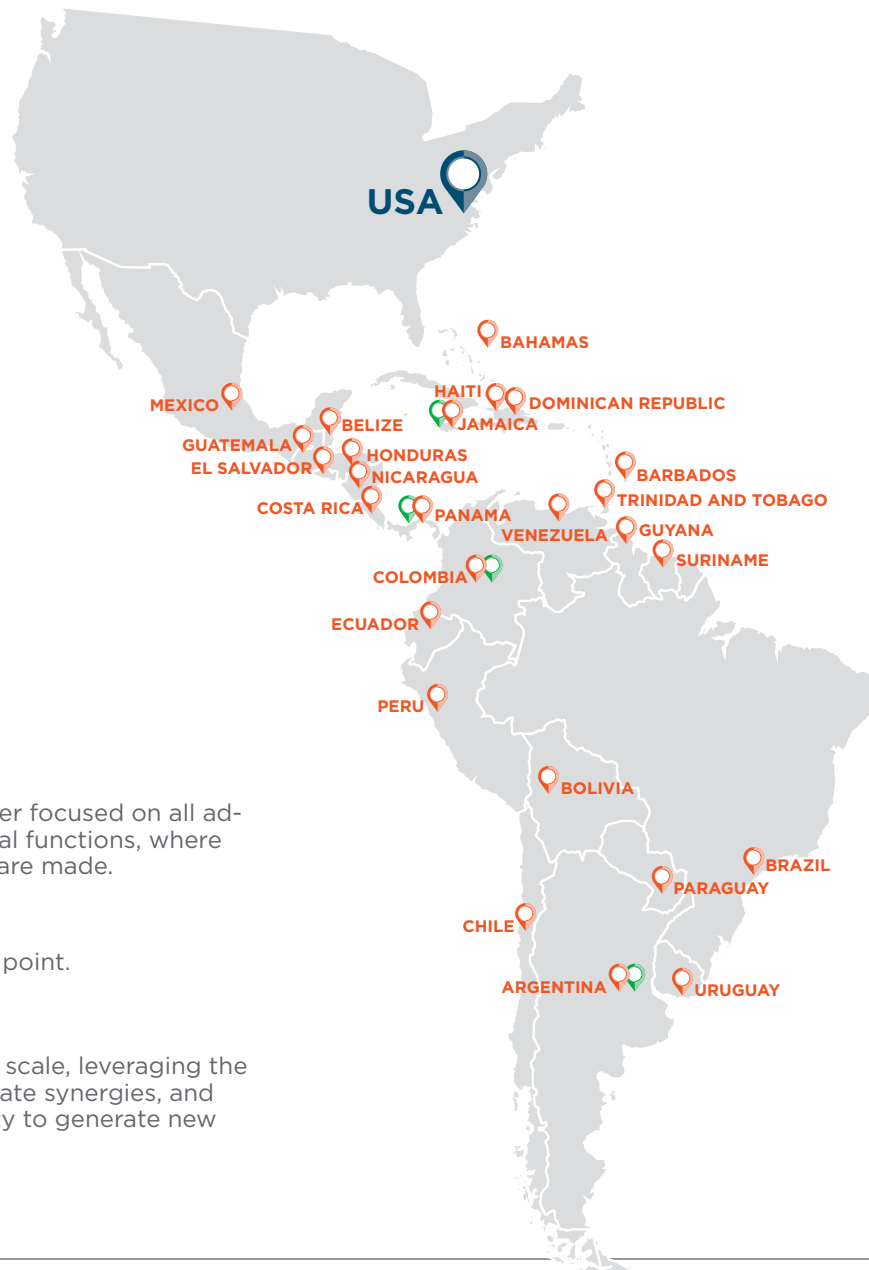 USA
BAHAMAS
HAITI
DOMINICAN REPUBLIC
MEXICO
BELIZE
JAMAICA
GUATEMALA
HONDURAS
EL SALVADOR
NICARAGUA
BARBADOS
COSTA RICA
TRINIDAD AND TOBAGO
PANAMA
VENEZUELA
GUYANA
SURINAME
COLOMBIA
ECUADOR
PERU
BOLIVIA
er focused on all ad-
al functions, where
are made.
BRAZIL
PARAGUAY
CHILE
point.
ARGENTINA
URUGUAY
scale, leveraging the
ate synergies, and
ty to generate new